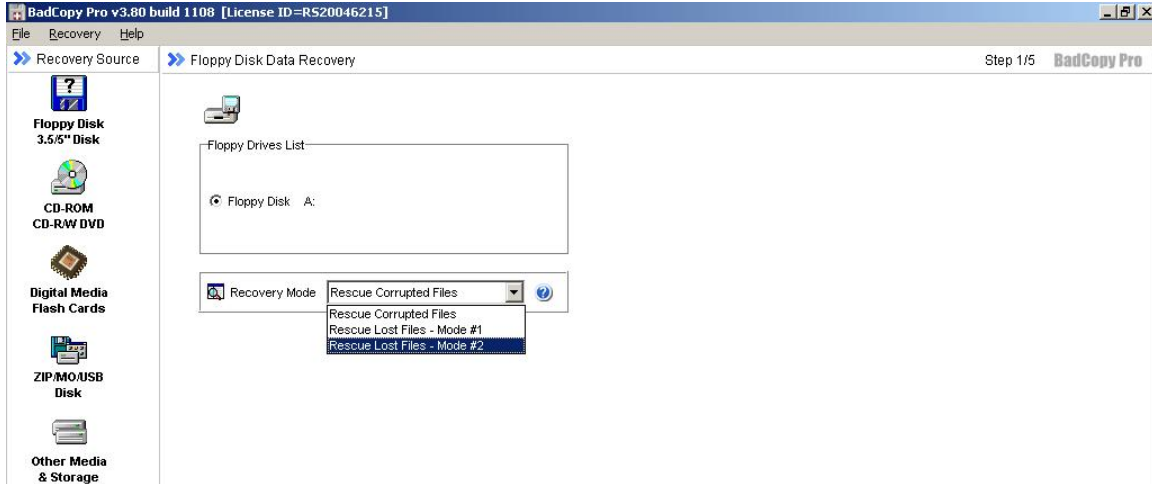 BadCopy Pro v3.80 build 1108 [License ID=RS20046215]
File Recovery Help
Recovery Source
Floppy Disk Data Recovery
Step 1/5
BadCopy Pro
?
Floppy Disk
3.5/5" Disk
CD-ROM
CD-R/W DVD
Digital Media
Flash Cards
ZIP/MO/USB
Disk
Other Media
& Storage
Floppy Drives List
Floppy Disk A:
Recovery Mode
Rescue Corrupted Files
?
Rescue Corrupted Files
Rescue Lost Files - Mode #1
Rescue Lost Files - Mode #2